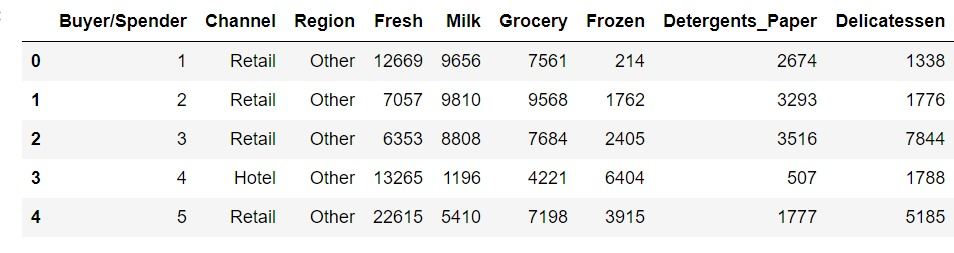 Buyer/Spender Channel Region Fresh Milk Grocery Frozen Detergents_Paper Delicatessen
0 1 Retail Other 12669 9656 7561 214 2674 1338
1 2 Retail Other 7057 9810 9568 1762 3293 1776
2 3 Retail Other 6353 8808 7684 2405 3516 7844
3 4 Hotel Other 13265 1196 4221 6404 507 1788
4 5 Retail Other 22615 5410 7198 3915 1777 5185